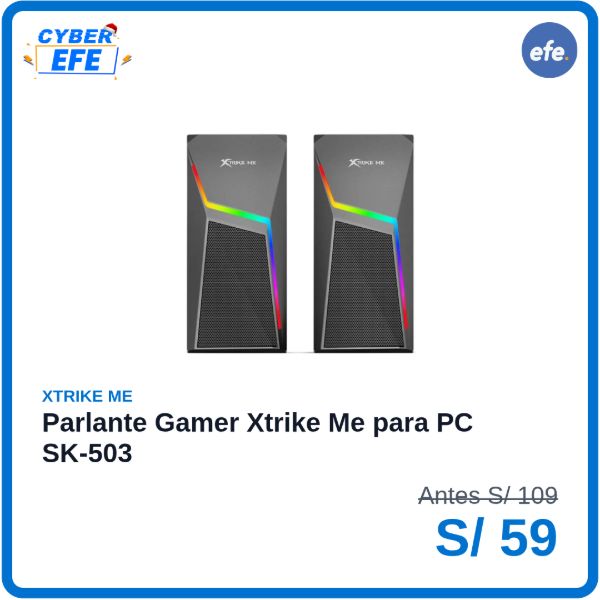 CYBER
EFE
efe.
XTRIKE ME
XTRIKE ME
XTRIKE ME
Parlante Gamer Xtrike Me para PC
SK-503
Antes S/ 109
S/ 59